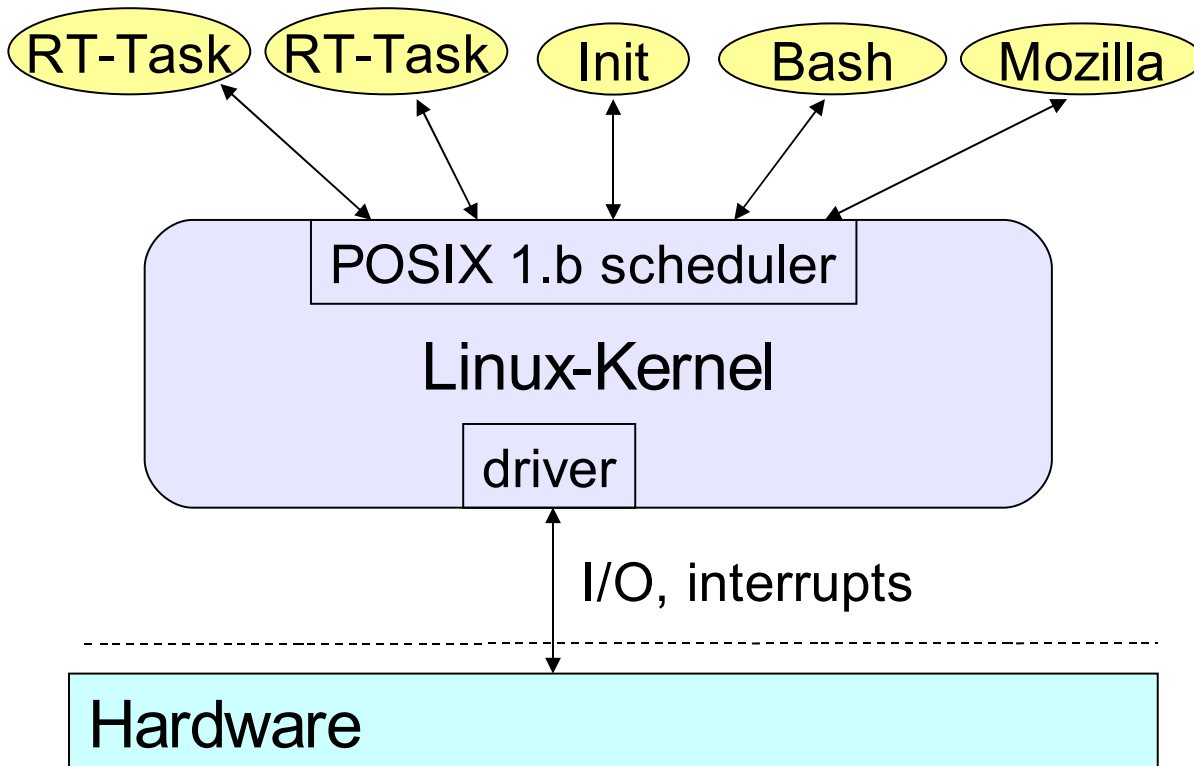 RT-Task
RT-Task
Init
Bash
Mozilla
POSIX 1.b scheduler
Linux-Kernel
driver
I/O, interrupts
Hardware